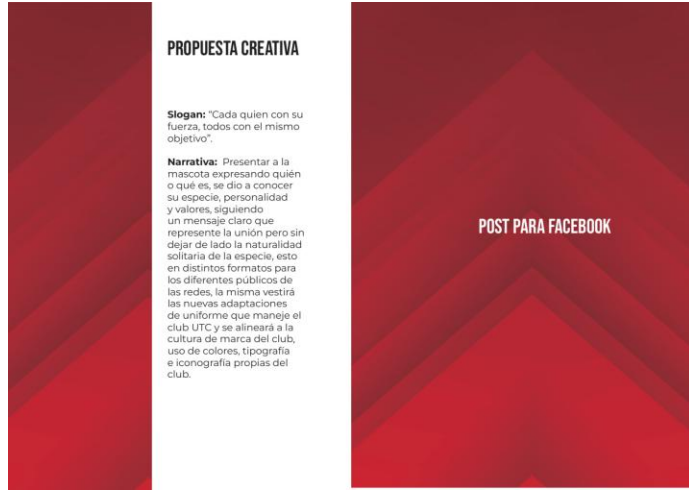 PROPUESTA CREATIVA
Slogan: "Cada quien con su
fuerza, todos con el mismo
objetivo".
Narrativa: Presentar a la
mascota expresando quién
o qué es, se dio a conocer
su especie, personalidad
y valores, siguiendo
un mensaje claro que
represente la unión pero sin
dejar de lado la naturalidad
solitaria de la especie, esto
en distintos formatos para
los diferentes públicos de
las redes, la misma vestirá
las nuevas adaptaciones
de uniforme que maneje el
club UTC y se alineará a la
cultura de marca del club,
uso de colores, tipografía
e iconografía propias del
club.
POST PARA FACEBOOK